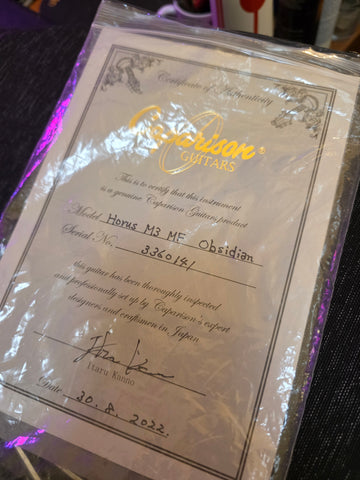 Certificate of Authenticity
Caparison®
GUITARS
This is to verify that this instrument
is a genuine Caparison Guitars product
Model Horus M3 MF Obsidian
Serial No. 3360141
this guitar has been thoroughly inspected
and professionally set up by Caparison's expert
designers and craftsmen in Japan
Itaru Kanno
Date 30. 8. 2022.